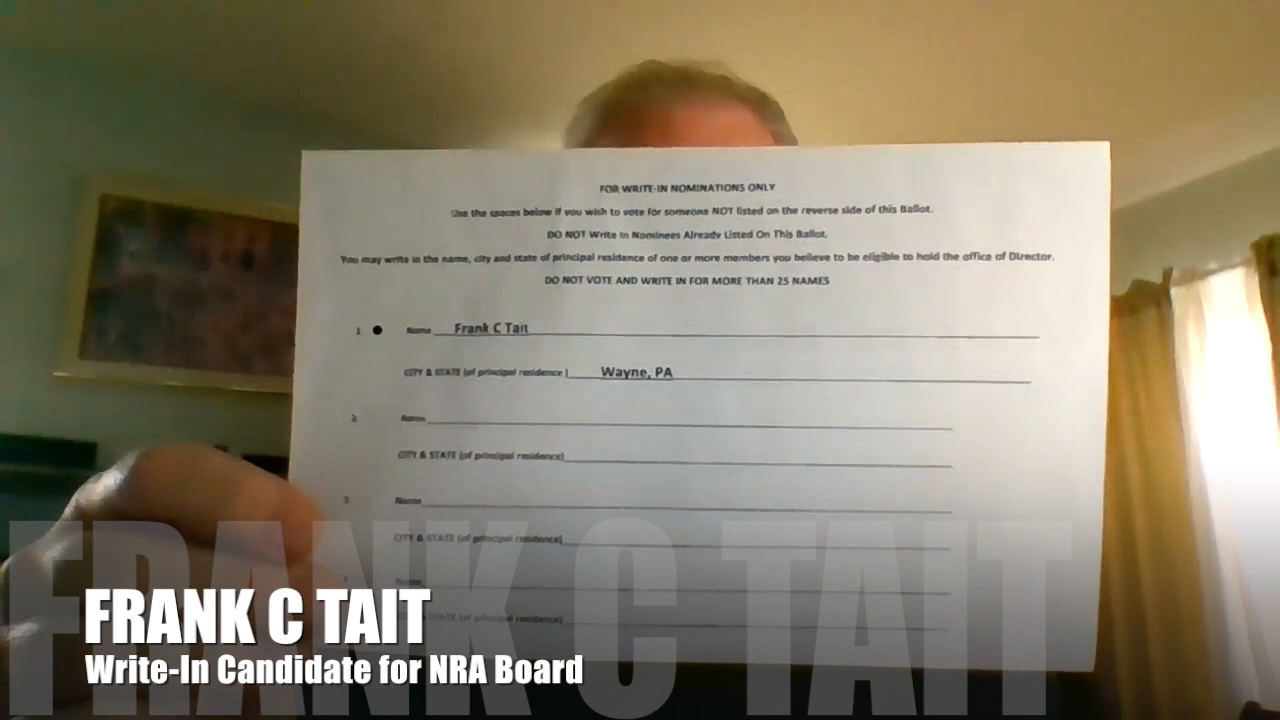 FOR WRITE-IN NOMINATIONS ONLY
Use the spaces below if you wish to vote for someone NOT listed on the reverse side of this Ballot.
DO NOT Write In Nominees Already Listed On This Ballot.
You may write in the name, city and state of principal residence of one or more members you believe to be eligible to hold the office of Director.
DO NOT VOTE AND WRITE IN FOR MORE THAN 25 NAMES
1 ● Name Frank C Tait
CITY & STATE (of principal residence ) Wayne, PA
2. Name
CITY & STATE (of principal residence)
3. Name
CITY & STATE (of principal residence)
Name
& STATE (of principal residence)
FRANK C TAIT
FRANK C TAIT
Write-In Candidate for NRA Board